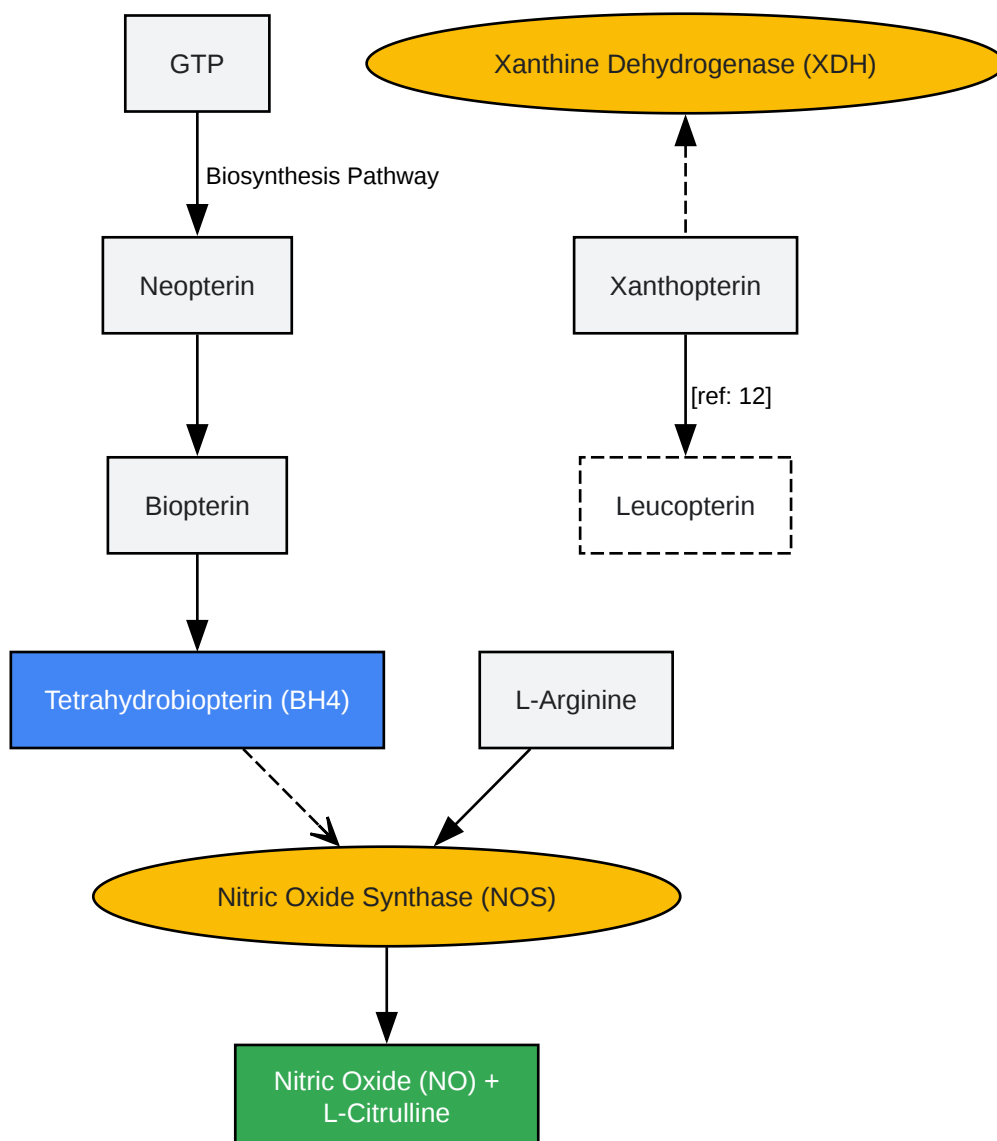 GTP
Xanthine Dehydrogenase (XDH)
Biosynthesis Pathway
Neopterin
Xanthopterin
[ref: 12]
Biopterin
Leucopterin
Tetrahydrobiopterin (BH4)
L-Arginine
Nitric Oxide Synthase (NOS)
Nitric Oxide (NO) +
L-Citrulline